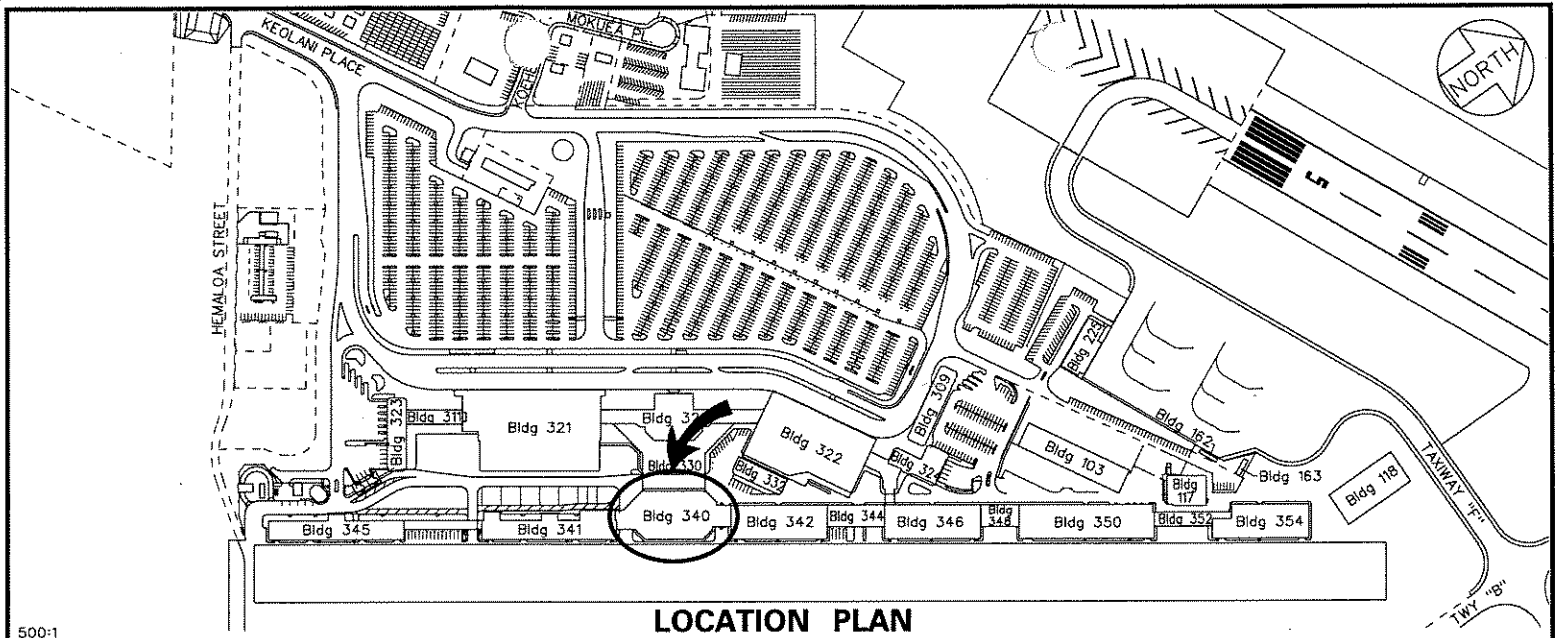 MOKUEA PL
KEOLANI PLACE
NORTH
5
HEMALOA STREET
Bldg 223
Bldg 309
Bldg 323
Bldg 311
Bldg 321
Bldg 330
Bldg 332
Bldg 322
Bldg 103
Bldg 162
Bldg 163
Bldg 117
Bldg 118
TAXIWAY "F"
Bldg 345
Bldg 341
Bldg 340
Bldg 342
Bldg 344
Bldg 346
Bldg 348
Bldg 350
Bldg 352
Bldg 354
TWY "B"
LOCATION PLAN
500:1